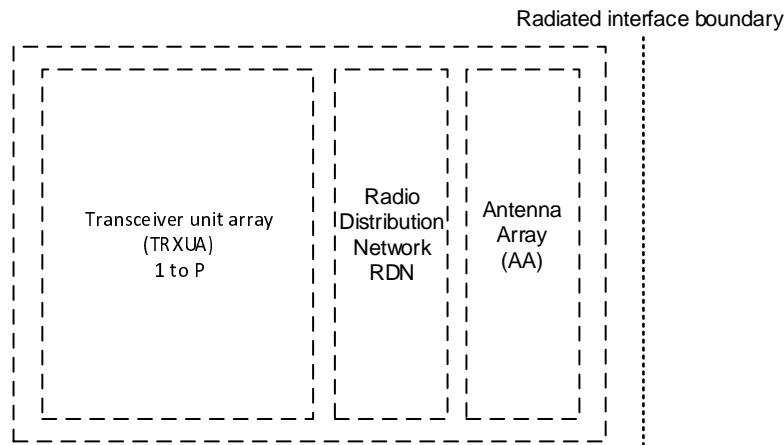 Radiated interface boundary
Transceiver unit array
(TRXUA)
1 to P
Radio
Distribution
Network
RDN
Antenna
Array
(AA)